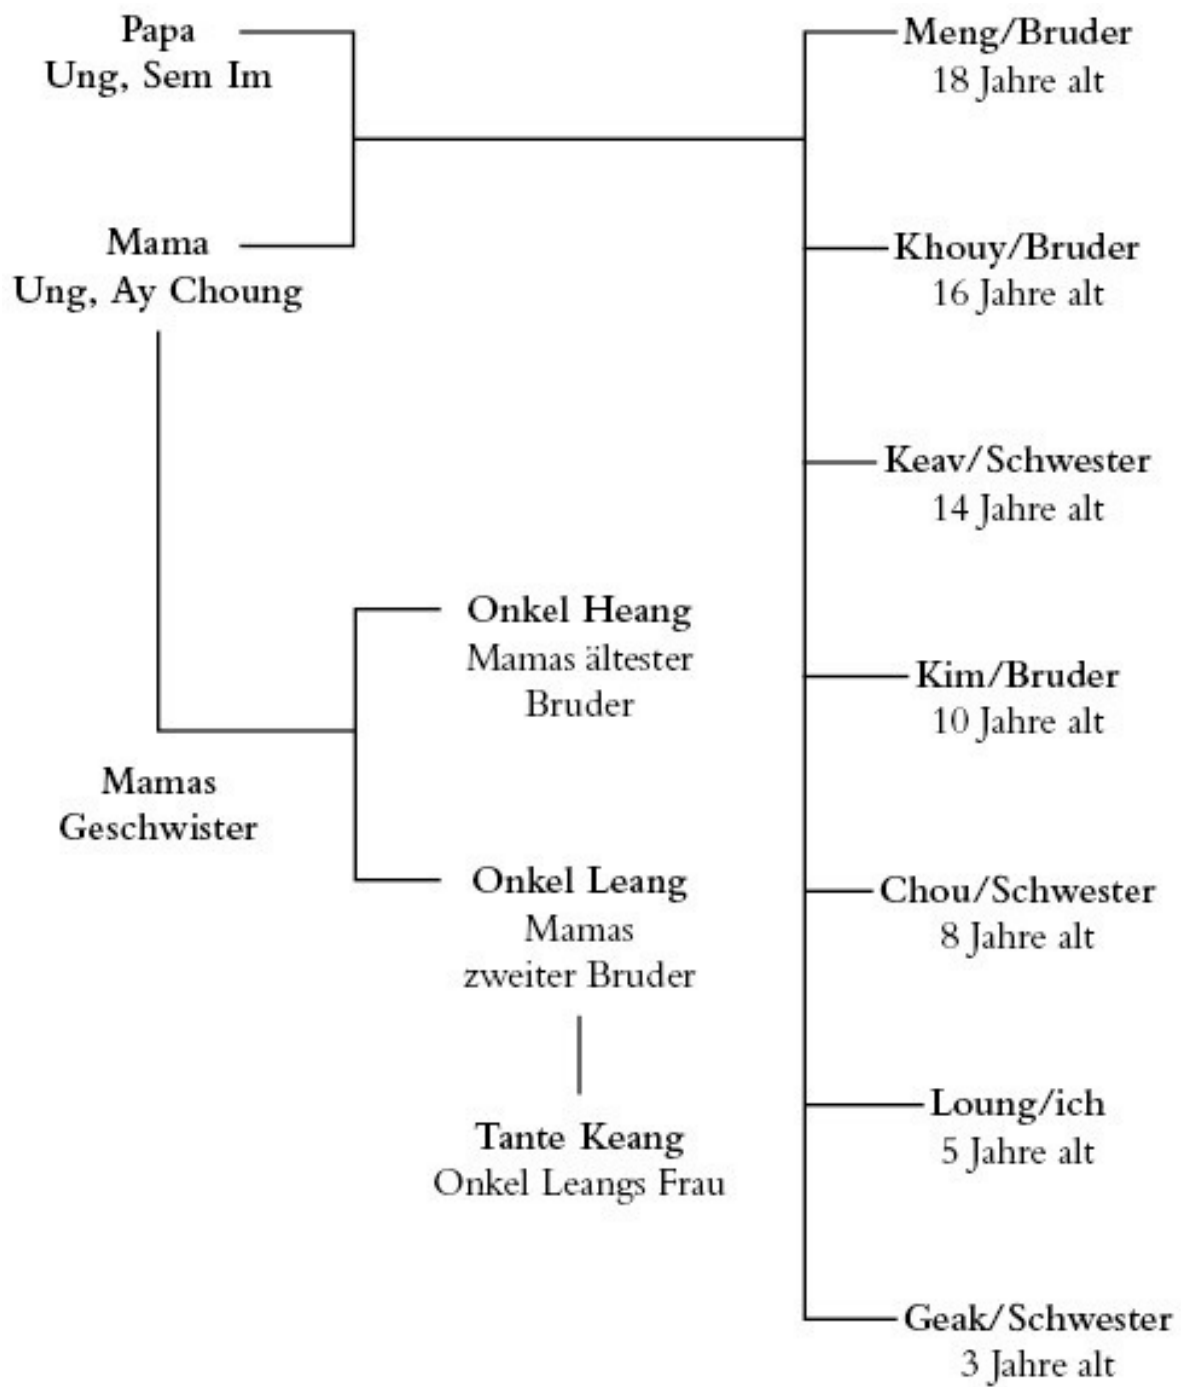 Papa
Ung, Sem Im
Mama
Ung, Ay Choung
Mamas
Geschwister
Onkel Heang
Mamas ältester
Bruder
Onkel Leang
Mamas
zweiter Bruder
Tante Keang
Onkel Leangs Frau
Meng/Bruder
18 Jahre alt
Khouy/Bruder
16 Jahre alt
Keav/Schwester
14 Jahre alt
Kim/Bruder
10 Jahre alt
Chou/Schwester
8 Jahre alt
Loung/ich
5 Jahre alt
Geak/Schwester
3 Jahre alt